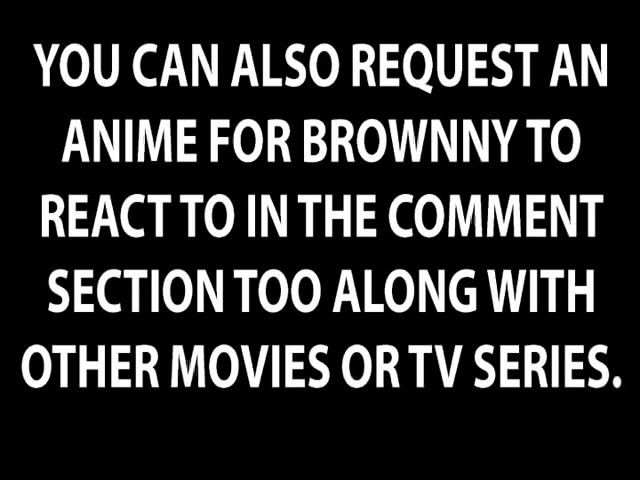 YOU CAN ALSO REQUEST AN
ANIME FOR BROWNNY TO
REACT TO IN THE COMMENT
SECTION TOO ALONG WITH
OTHER MOVIES OR TV SERIES.